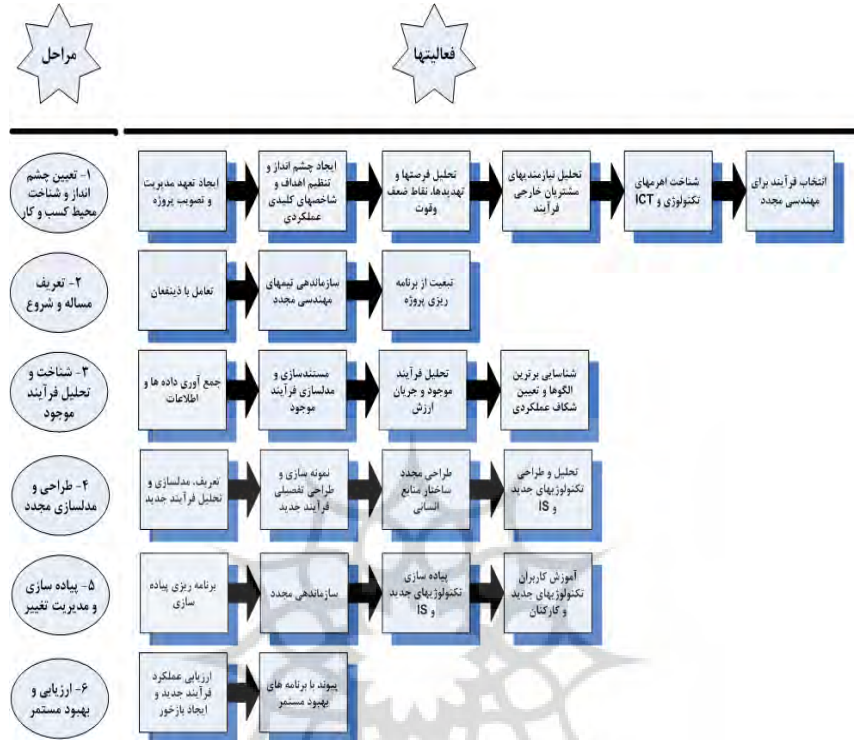 مراحل
فعالیتها
۱- تعیین چشم
انداز و شناخت
محیط کسب و کار
ایجاد تعهد مدیریت
و تصویب پروژه
ایجاد چشم انداز و
تنظیم اهداف و
شاخصهای کلیدی
عملکردی
تحلیل فرصتها و
تهدیدها، نقاط ضعف
وقوت
تحلیل نیازمندیهای
مشتریان خارجی
فرآیند
شناخت اهرمهای
تکنولوژی و ICT
انتخاب فرآیند برای
مهندسی مجدد
۲- تعریف
مساله و شروع
تعامل با ذینفعان
سازماندهی تیمهای
مهندسی مجدد
تبعیت از برنامه
ریزی پروژه
۳- شناخت و
تحلیل فرآیند
موجود
جمع آوری داده ها و
اطلاعات
مستندسازی و
مدلسازی فرآیند
موجود
تحلیل فرآیند
موجود و جریان
ارزش
شناسایی برترین
الگوها و تعیین
شکاف عملکردی
۴- طراحی و
مدلسازی مجدد
تعریف، مدلسازی و
تحلیل فرآیند جدید
نمونه سازی و
طراحی تفصیلی
فرآیند جدید
طراحی مجدد
ساختار منابع
انسانی
تحلیل و طراحی
تکنولوژیهای جدید
و IS
۵- پیاده سازی
و مدیریت تغییر
برنامه ریزی پیاده
سازی
سازماندهی مجدد
پیاده سازی
تکنولوژیهای جدید
و IS
آموزش کاربران
تکنولوژیهای جدید
و کارکنان
۶- ارزیابی و
بهبود مستمر
ارزیابی عملکرد
فرآیند جدید و
ایجاد بازخور
پیوند با برنامه های
بهبود مستمر